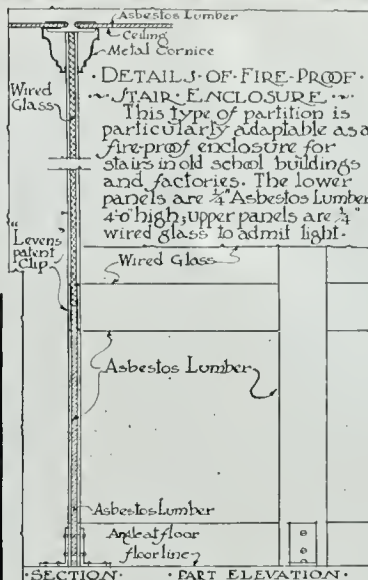 Asbestos Lumber
Ceiling
Metal Cornice
Wired
Glass
· DETAILS · OF · FIRE-PROOF ·
· STAIR · ENCLOSURE ·
This type of partition is
particularly adaptable as a
fire-proof enclosure for
stairs in old school buildings
and factories. The lower
panels are ¼" Asbestos Lumber
4'-0" high; upper panels are ¼"
wired glass to admit light.
"Levens
patent
Clip
Wired Glass
Asbestos Lumber
Asbestos Lumber
Angle at floor
floor line
· SECTION · · PART ELEVATION ·